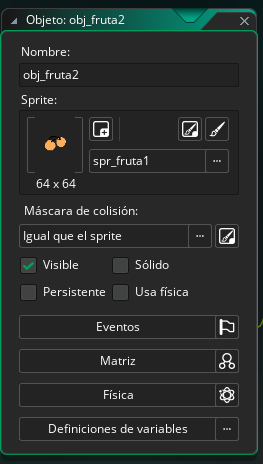 Objeto: obj_fruta2
Nombre:
obj_fruta2
Sprite:
spr_fruta1
64 x 64
Máscara de colisión:
Igual que el sprite
Visible
Sólido
Persistente
Usa física
Eventos
Matriz
Física
Definiciones de variables